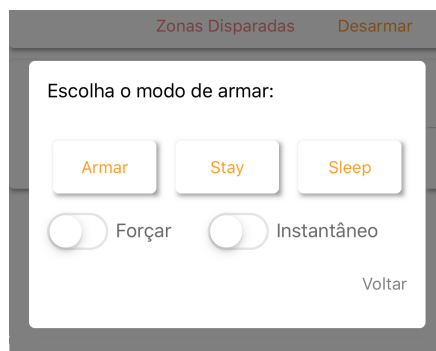 Zonas Disparadas Desarmar
Escolha o modo de armar:
Armar Stay Sleep
Forçar Instantâneo
Voltar